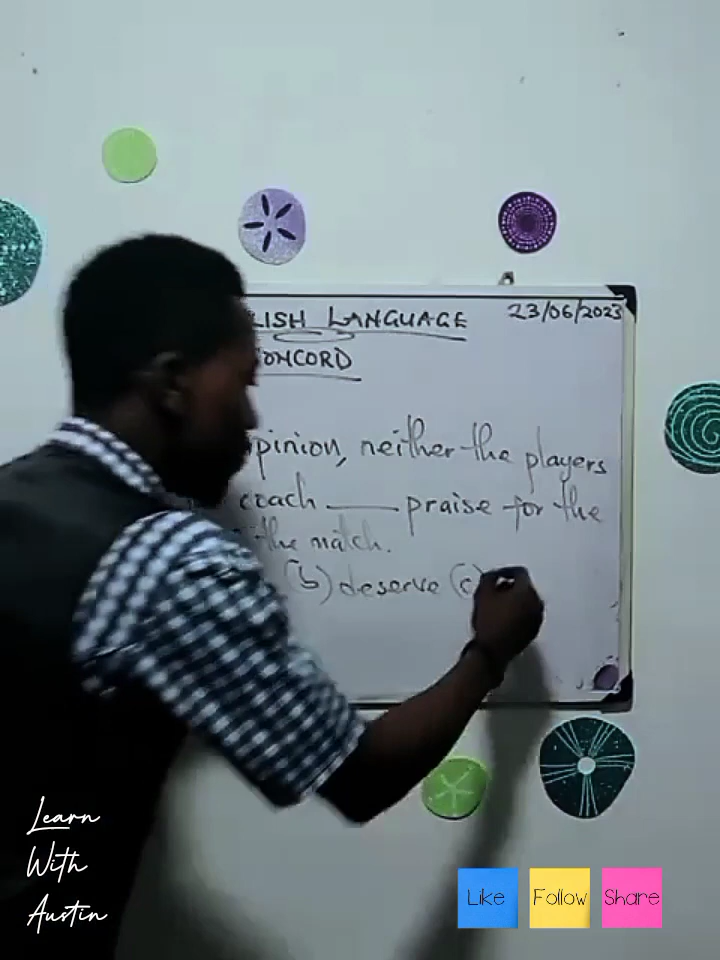 LISH LANGUAGE
23/06/2023
ONCORD
pinion, neither the players
coach ____ praise for the
the match.
(b) deserve (c)
Learn
With
Austin
Like
Follow
Share